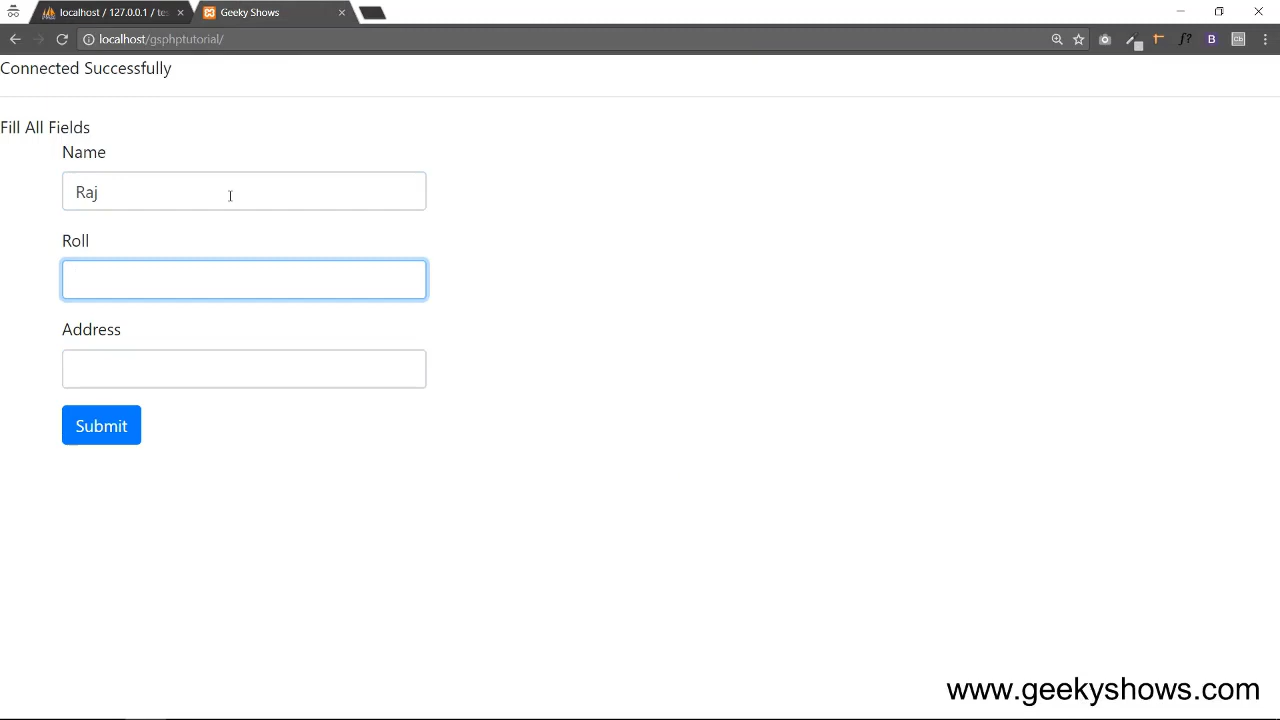 localhost / 127.0.0.1 / tes
Geeky Shows
localhost/gsphptutorial/
Connected Successfully
Fill All Fields
Name
Raj
Roll
Address
Submit
www.geekyshows.com